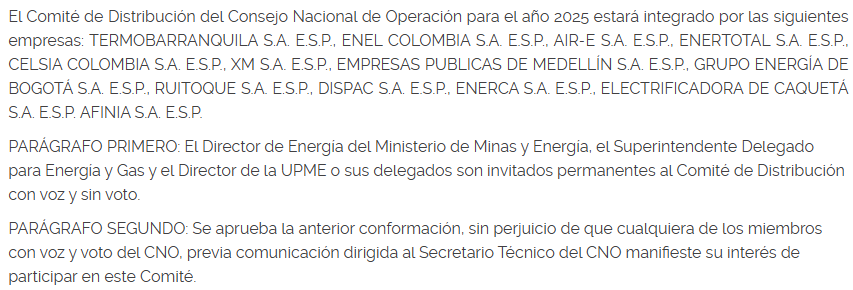 El Comité de Distribución del Consejo Nacional de Operación para el año 2025 estará integrado por las siguientes
empresas: TERMOBARRANQUILA S.A. E.S.P., ENEL COLOMBIA S.A. E.S.P., AIR-E S.A. E.S.P., ENERTOTAL S.A. E.S.P.,
CELSIA COLOMBIA S.A. E.S.P., XM S.A. E.S.P., EMPRESAS PUBLICAS DE MEDELLÍN S.A. E.S.P., GRUPO ENERGÍA DE
BOGOTÁ S.A. E.S.P., RUITOQUE S.A. E.S.P., DISPAC S.A. E.S.P., ENERCA S.A. E.S.P., ELECTRIFICADORA DE CAQUETÁ
S.A. E.S.P. AFINIA S.A. E.S.P.
PARÁGRAFO PRIMERO: El Director de Energía del Ministerio de Minas y Energía, el Superintendente Delegado
para Energía y Gas y el Director de la UPME o sus delegados son invitados permanentes al Comité de Distribución
con voz y sin voto.
PARÁGRAFO SEGUNDO: Se aprueba la anterior conformación, sin perjuicio de que cualquiera de los miembros
con voz y voto del CNO, previa comunicación dirigida al Secretario Técnico del CNO manifieste su interés de
participar en este Comité.